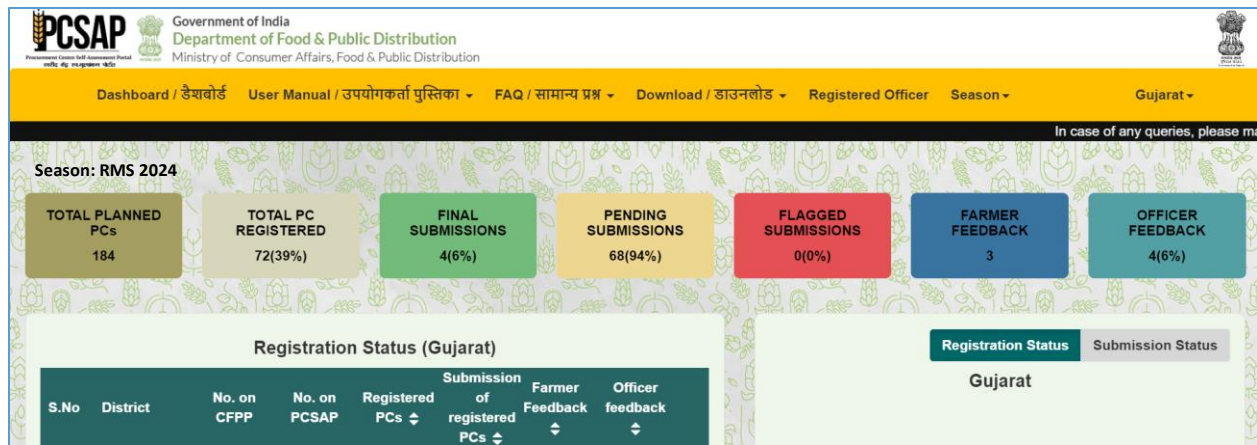 PCSAP
Procurement Centre Self Assessment Portal
Government of India
Department of Food & Public Distribution
Ministry of Consumer Affairs, Food & Public Distribution
Dashboard / डैशबोर्ड User Manual / उपयोगकर्ता पुस्तिका FAQ / सामान्य प्रश्न Download / डाउनलोड Registered Officer Season Gujarat
In case of any queries, please ma
Season: RMS 2024
TOTAL PLANNED PCs
184
TOTAL PC REGISTERED
72(39%)
FINAL SUBMISSIONS
4(6%)
PENDING SUBMISSIONS
68(94%)
FLAGGED SUBMISSIONS
0(0%)
FARMER FEEDBACK
3
OFFICER FEEDBACK
4(6%)
Registration Status (Gujarat)
S.No District No. on CFPP No. on PCSAP Registered PCs Submission of registered PCs Farmer Feedback Officer feedback
Registration Status Submission Status
Gujarat